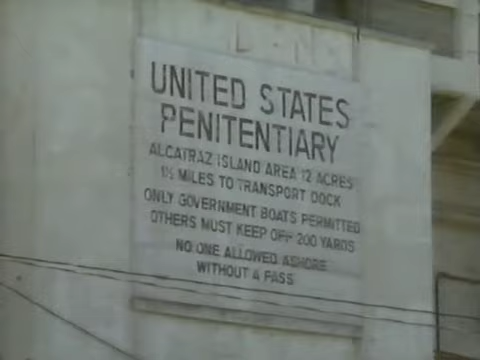 UNITED STATES
PENITENTIARY
ALCATRAZ ISLAND AREA 12 ACRES
1½ MILES TO TRANSPORT DOCK
ONLY GOVERNMENT BOATS PERMITTED
OTHERS MUST KEEP OFF 200 YARDS
NO ONE ALLOWED ASHORE
WITHOUT A PASS